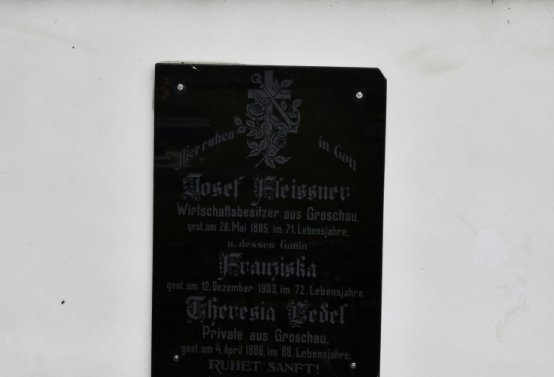 Hier ruhen in Gott
Josef Meissner
Wirtschaftsbesitzer aus Groschau,
gest. am 28. Mai 1885, im 71. Lebensjahre.
u. dessen Gattin
Franziska
gest. am 12. Dezember 1903, im 72. Lebensjahre.
Theresia Ledel
Private aus Groschau,
gest. am 4. April 1886, im 88. Lebensjahre.
RUHET SANFT!